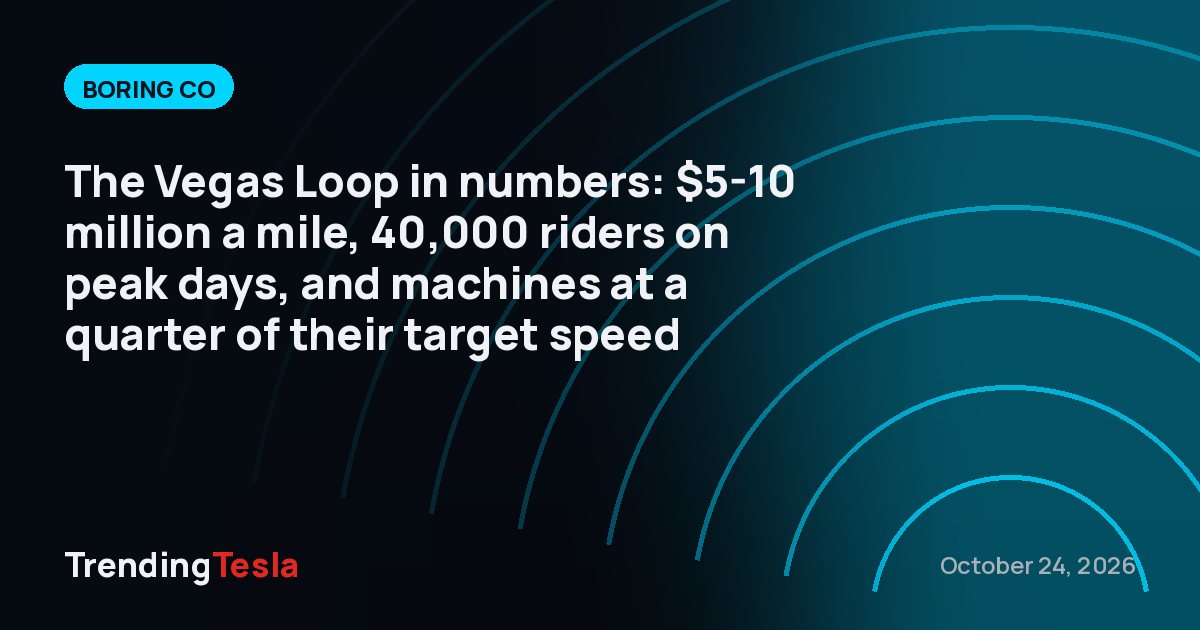 BORING CO
The Vegas Loop in numbers: $5-10
million a mile, 40,000 riders on
peak days, and machines at a
quarter of their target speed
TrendingTesla
October 24, 2026